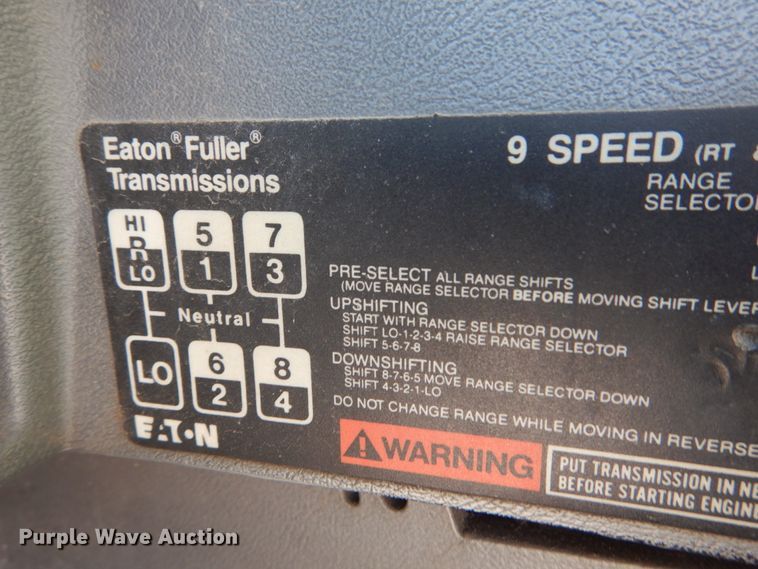 Eaton® Fuller®
Transmissions
9 SPEED (RT
RANGE
SELECTOR
HI
R
LO
5
1
7
3
Neutral
LO
6
2
8
4
PRE-SELECT ALL RANGE SHIFTS
(MOVE RANGE SELECTOR BEFORE MOVING SHIFT LEVER
UPSHIFTING
START WITH RANGE SELECTOR DOWN
SHIFT LO-1-2-3-4 RAISE RANGE SELECTOR
SHIFT 5-6-7-8
DOWNSHIFTING
SHIFT 8-7-6-5 MOVE RANGE SELECTOR DOWN
SHIFT 4-3-2-1-LO
DO NOT CHANGE RANGE WHILE MOVING IN REVERSE
EAT•N
WARNING
PUT TRANSMISSION IN NE
BEFORE STARTING ENGINE
Purple Wave Auction